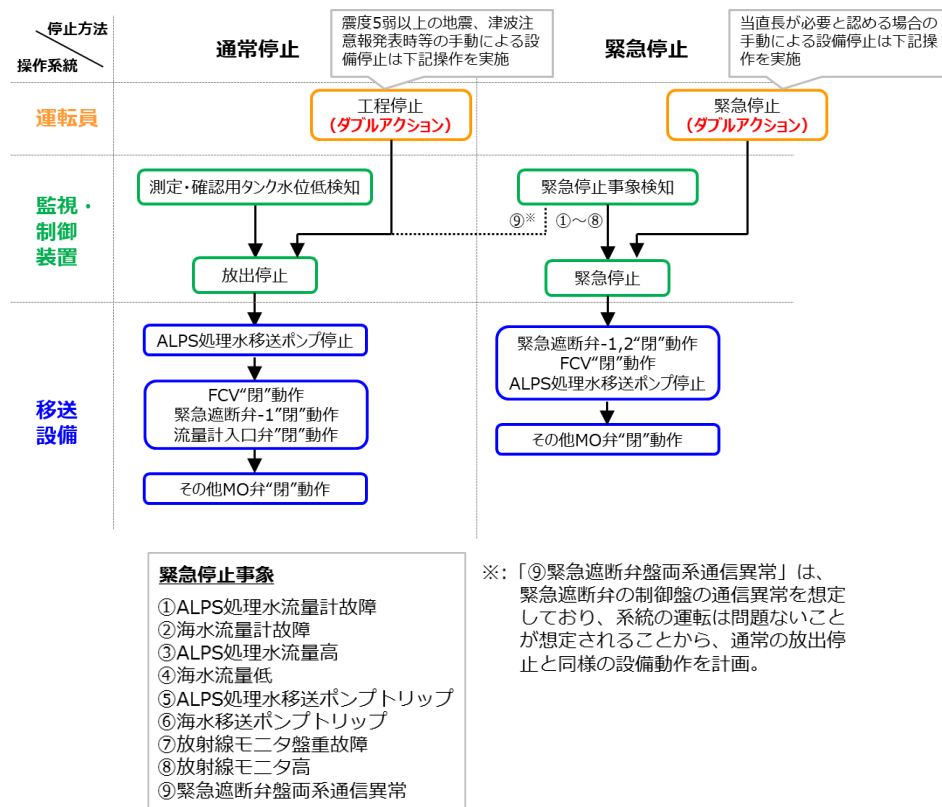 停止方法
操作系統
通常停止
震度5弱以上の地震、津波注
意報発表時等の手動による設
備停止は下記操作を実施
緊急停止
当直長が必要と認める場合の
手動による設備停止は下記操
作を実施
運転員
工程停止
(ダブルアクション)
緊急停止
(ダブルアクション)
監視・
制御
装置
測定・確認用タンク水位低検知
緊急停止事象検知
⑨※
①～⑧
放出停止
緊急停止
移送
設備
ALPS処理水移送ポンプ停止
FCV“閉”動作
緊急遮断弁-1”閉”動作
流量計入口弁”閉”動作
その他MO弁“閉”動作
緊急遮断弁-1,2“閉”動作
FCV“閉”動作
ALPS処理水移送ポンプ停止
その他MO弁“閉”動作
緊急停止事象
①ALPS処理水流量計故障
②海水流量計故障
③ALPS処理水流量高
④海水流量低
⑤ALPS処理水移送ポンプトリップ
⑥海水移送ポンプトリップ
⑦放射線モニタ盤重故障
⑧放射線モニタ高
⑨緊急遮断弁盤両系通信異常
※：「⑨緊急遮断弁盤両系通信異常」は、
緊急遮断弁の制御盤の通信異常を想定
しており、系統の運転は問題ないこと
が想定されることから、通常の放出停
止と同様の設備動作を計画。